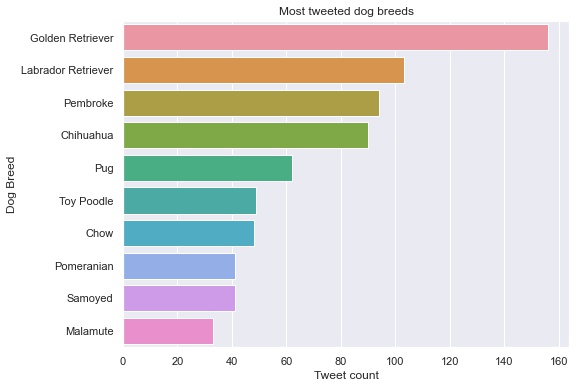 Most tweeted dog breeds
Golden Retriever
Labrador Retriever
Pembroke
Chihuahua
Pug
Toy Poodle
Chow
Pomeranian
Samoyed
Malamute
Dog Breed
0 20 40 60 80 100 120 140 160
Tweet count